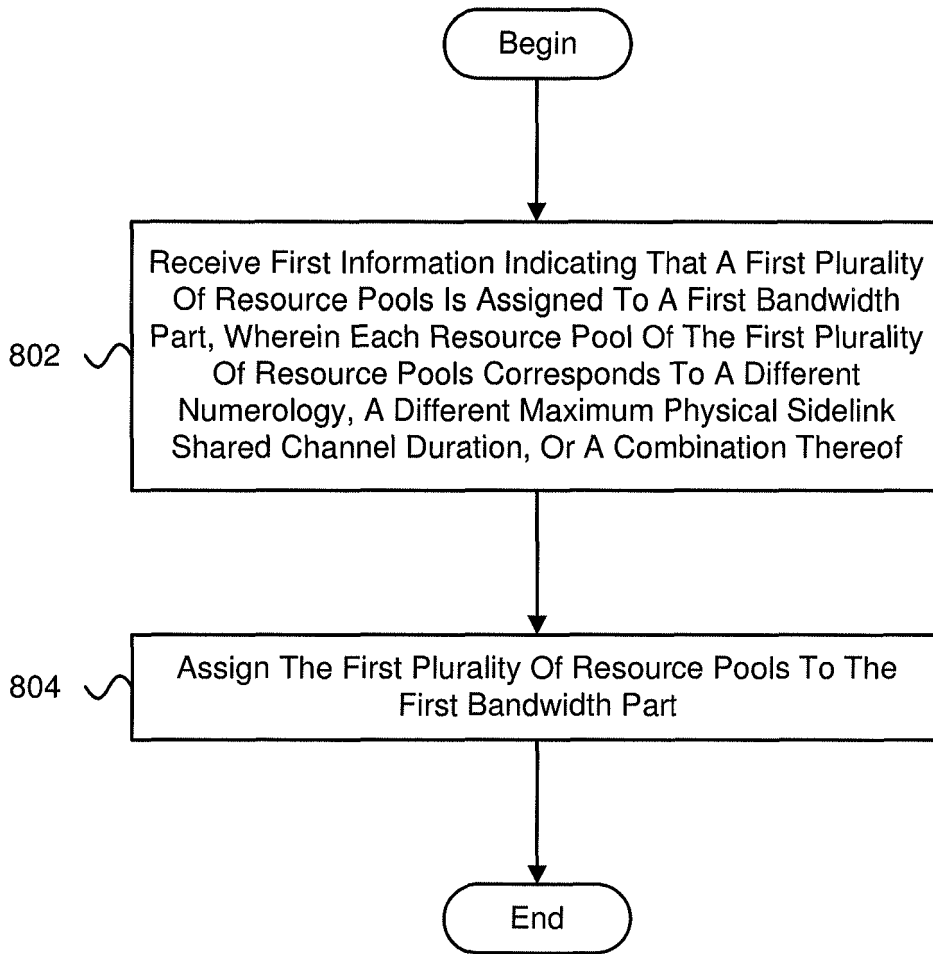 Begin
Receive First Information Indicating That A First Plurality
Of Resource Pools Is Assigned To A First Bandwidth
Part, Wherein Each Resource Pool Of The First Plurality
802
Of Resource Pools Corresponds To A Different
Numerology, A Different Maximum Physical Sidelink
Shared Channel Duration, Or A Combination Thereof
804
Assign The First Plurality Of Resource Pools To The
First Bandwidth Part
End